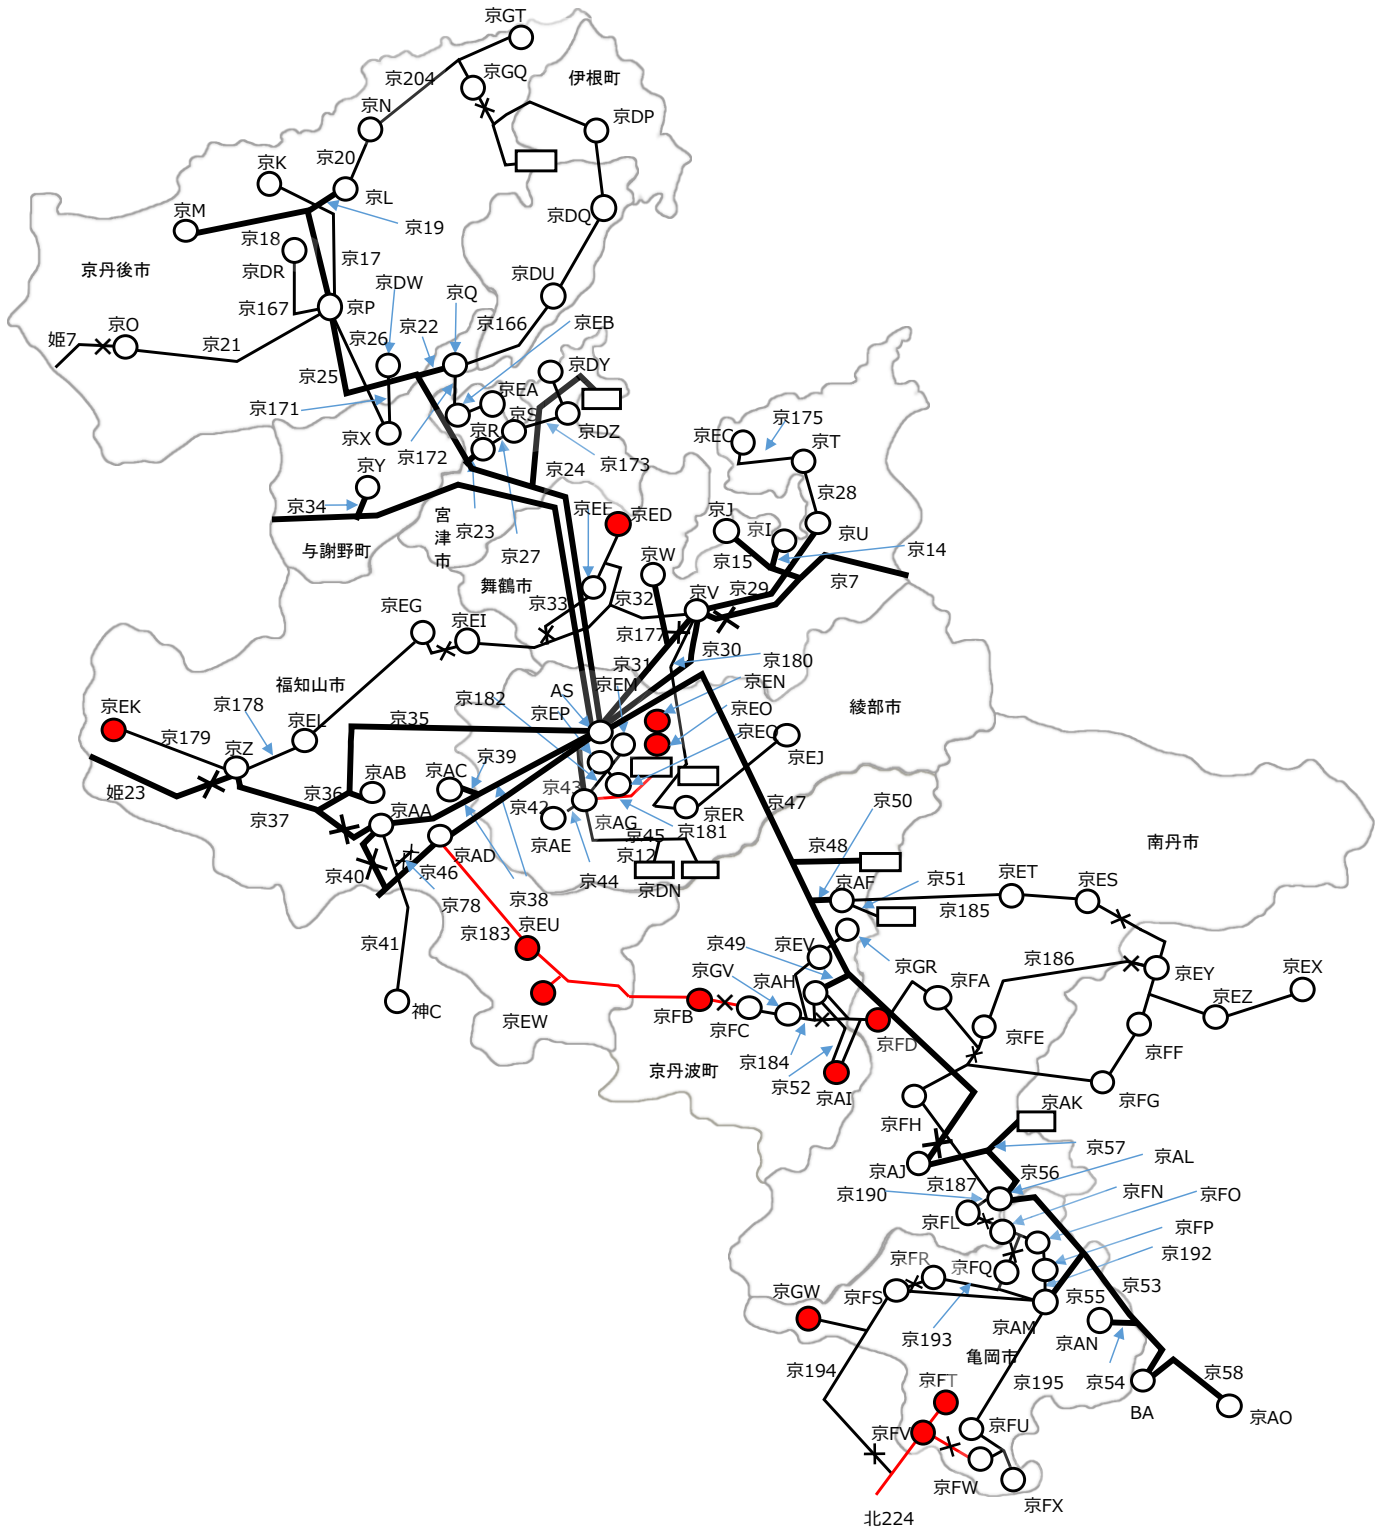 京GT
京GQ
伊根町
京204
京N
京DP
京K
京20
京L
京M
京DQ
京19
京18
京17
京丹後市
京DR
京DW
京DU
京Q
京167
京P
京22
京166
京EB
姫7
京O
京21
京26
京25
京DY
京EA
京171
京S
京175
京X
京R
京DZ
京EC
京T
京172
京173
京Y
京24
京28
京34
京EE
京ED
京J
京I
京U
宮津市
京23
京27
京14
与謝野町
京W
京15
京7
舞鶴市
京29
京V
京33
京32
京EG
京EI
京177
京30
京31
京180
福知山市
京182
AS
京EM
京EN
京EK
京178
京EP
京EO
綾部市
京EL
京35
京179
京Z
京39
京EQ
京EJ
姫23
京36
京AB
京AC
京43
京47
京50
京37
京AA
京42
京AG
京181
京ER
京AE
京45
京48
南丹市
京12
京AD
京46
京40
京44
京DN
京AF
京51
京ET
京ES
京78
京38
京185
京41
京183
京EU
京49
京EV
京186
京GV
京AH
京GR
京FA
京EY
京EX
京EZ
神C
京EW
京FB
京FC
京FD
京FE
京FF
京184
京丹波町
京52
京AI
京FG
京AK
京FH
京57
京AL
京AJ
京187
京56
京190
京FN
京FO
京FL
京FP
京192
京FR
京FQ
京GW
京FS
京53
京55
京193
京AM
京AN
亀岡市
京194
京FT
京195
京54
京58
BA
京AO
京FV
京FU
京FW
京FX
北224